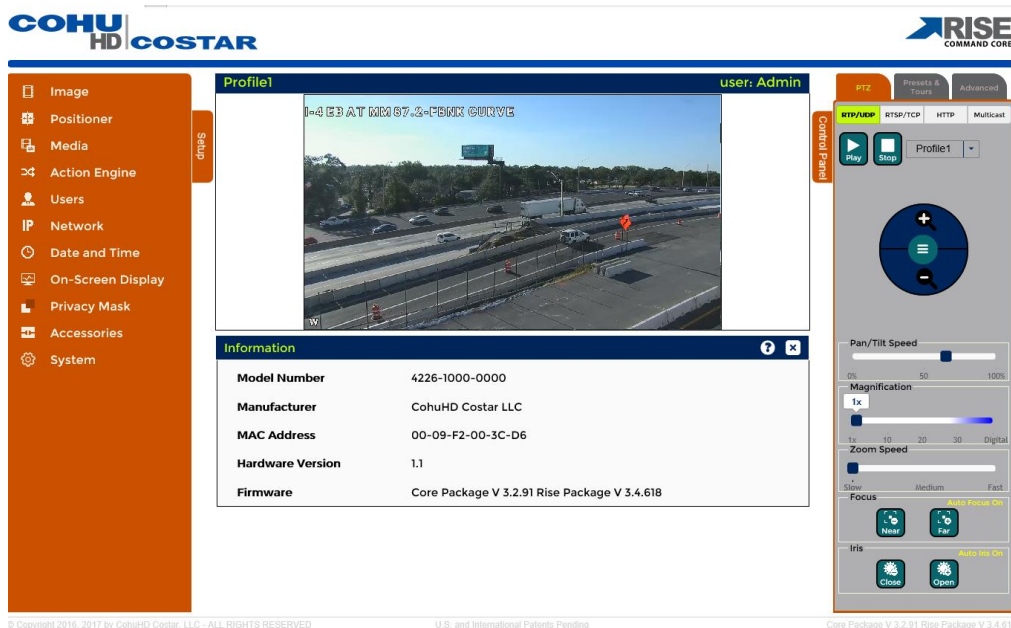 COHU
HD COSTAR
RISE
COMMAND CORE
Image
Positioner
Media
Action Engine
Users
IP Network
Date and Time
On-Screen Display
Privacy Mask
Accessories
System
Setup
Profile1
user: Admin
I-4 EB AT MM 87.2-FBNK CURVE
W
Information
?
Model Number 4226-1000-0000
Manufacturer CohuHD Costar LLC
MAC Address 00-09-F2-00-3C-D6
Hardware Version 1.1
Firmware Core Package V 3.2.91 Rise Package V 3.4.618
Control Panel
PTZ
Presets &
Tours
Advanced
RTP/UDP RTSP/TCP HTTP Multicast
Play
Stop
Profile1
Pan/Tilt Speed
0% 50 100%
Magnification
1x
1x 10 20 30 Digital
Zoom Speed
Slow Medium Fast
Focus
Auto Focus On
Near
Far
Iris
Auto Iris On
Close
Open
© Copyright 2016, 2017 by CohuHD Costar, LLC - ALL RIGHTS RESERVED
U.S. and International Patents Pending
Core Package V 3.2.91 Rise Package V 3.4.61